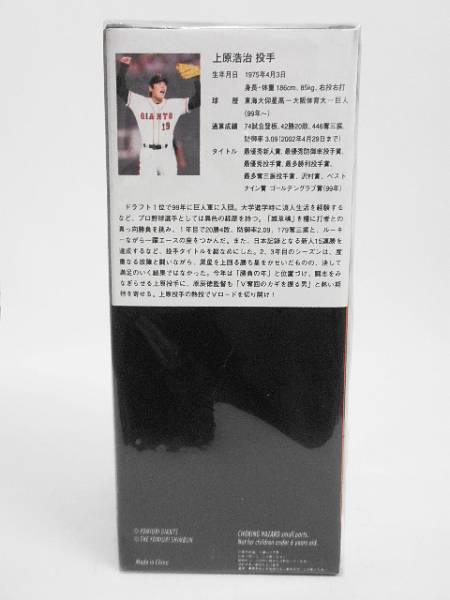 上原浩治 投手
生年月日 1975年4月3日
身長・体重 186cm、85kg、右投右打
球 歴 東海大仰星高ー大阪体育大ー巨人
(99年〜)
通算成績 74試合登板、42勝20敗、446奪三振、
防御率 3.09(2002年4月29日まで)
タイトル 最優秀新人賞、最優秀防御率投手賞、
最優秀投手賞、最多勝利投手賞、
最多奪三振投手賞、沢村賞、ベスト
ナイン賞 ゴールデングラブ賞(99年)
GIANTS
19
ドラフト1位で98年に巨人軍に入団。大学進学時に浪人生活を経験する
など、プロ野球選手としては異色の経歴を持つ。「雑草魂」を糧に打者との
真っ向勝負を挑み、1年目で20勝4敗、防御率2.09、179奪三振と、ルーキ
ーながら一躍エースの座をつかんだ。また、日本記録となる新人15連勝を
達成するなど、投手タイトルを総なめにした。2、3年目のシーズンは、度
重なる故障と闘いながら、黒星を上回る勝ち星をかせいだものの、決して
満足のいく結果ではなかった。今年は「勝負の年」と位置づけ、闘志をみ
なぎらせる上原投手に、原辰徳監督も「V奪回のカギを握る男」と熱い期
待を寄せる。上原投手の熱投でVロードを切り開け!
© YOMIURI GIANTS
© THE YOMIURI SHIMBUN
Made in China
CHOKING HAZARD small parts.
Not for children under 6 years old.